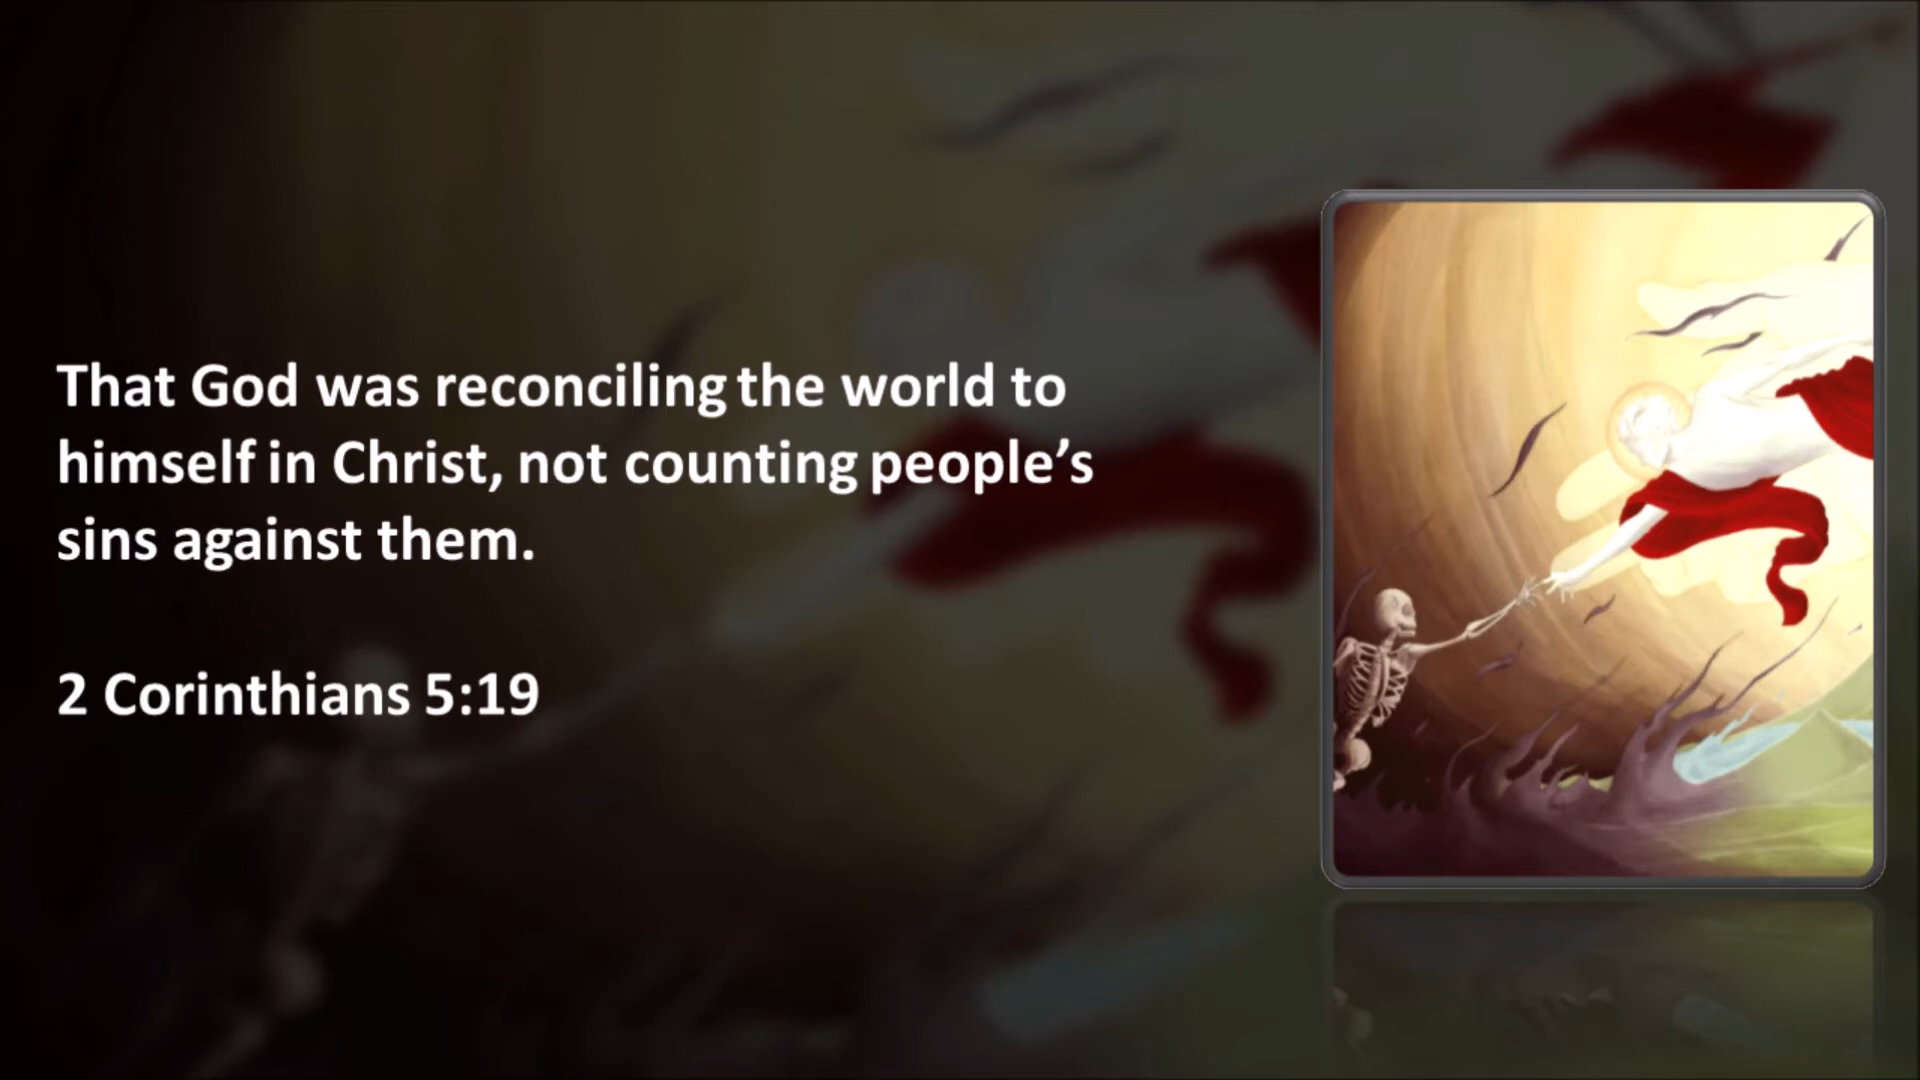 That God was reconciling the world to
himself in Christ, not counting people’s
sins against them.
2 Corinthians 5:19